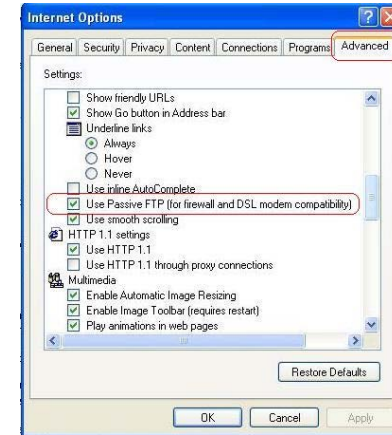 Internet Options
General Security Privacy Content Connections Programs Advanced
Settings:
Show friendly URLs
Show Go button in Address bar
Underline links
Always
Hover
Never
Use inline AutoComplete
Use Passive FTP (for firewall and DSL modem compatibility)
Use smooth scrolling
HTTP 1.1 settings
Use HTTP 1.1
Use HTTP 1.1 through proxy connections
Multimedia
Enable Automatic Image Resizing
Enable Image Toolbar (requires restart)
Play animations in web pages
Restore Defaults
OK Cancel Apply